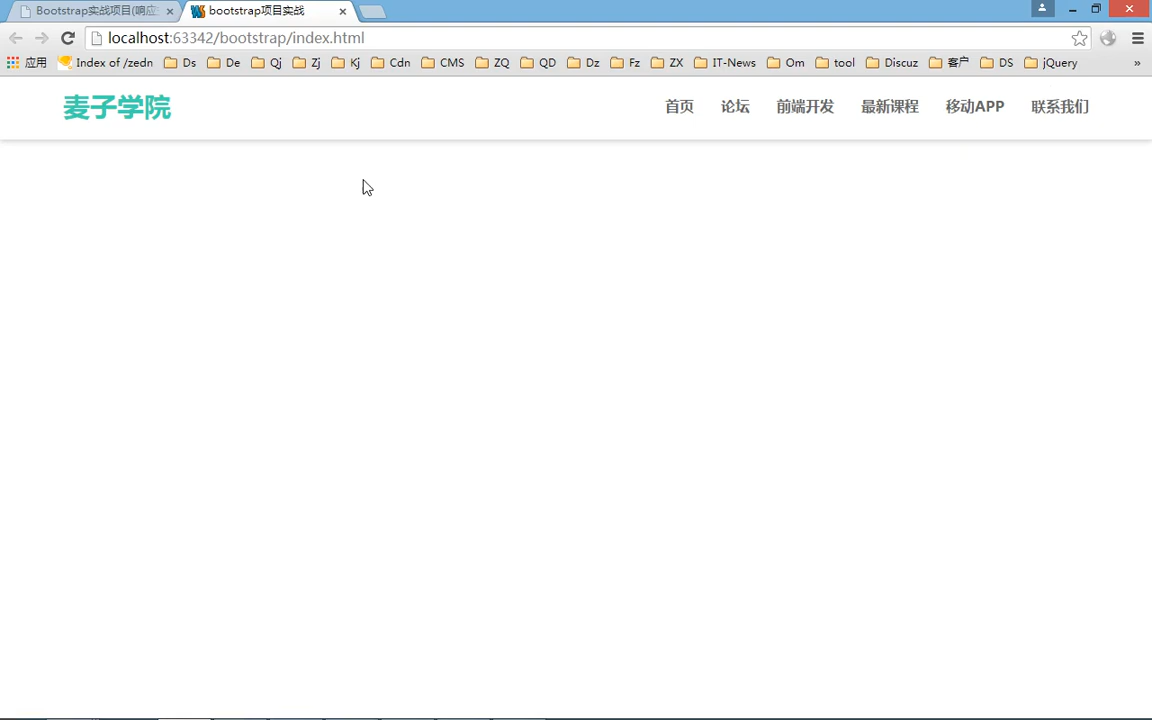 Bootstrap实战项目(响应 bootstrap项目实战
localhost:63342/bootstrap/index.html
应用 Index of /zedn Ds De Qj Zj Kj Cdn CMS ZQ QD Dz Fz ZX IT-News Om tool Discuz 客户 DS jQuery »
麦子学院 首页 论坛 前端开发 最新课程 移动APP 联系我们